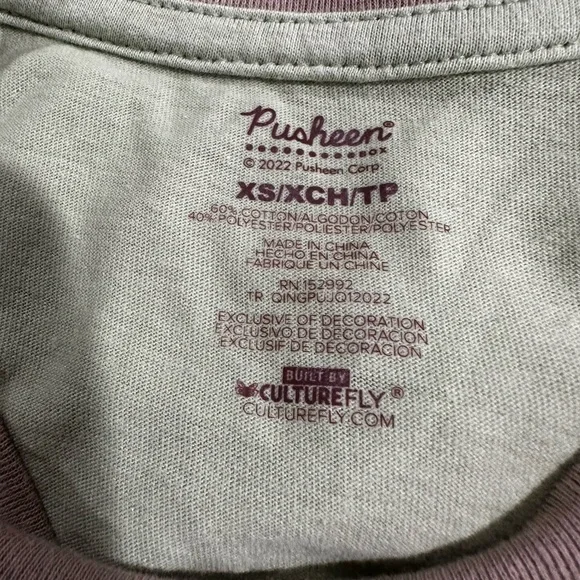 Pusheen®
© 2022 Pusheen Corp.
XS/XCH/TP
60% COTTON/ALGODON/COTON
40% POLYESTER/POLIESTER/POLYESTER
MADE IN CHINA
HECHO EN CHINA
FABRIQUE UN CHINE
RN 152992
TR QINGPUJQ12022
EXCLUSIVE OF DECORATION
EXCLUSIVO DE DECORACION
EXCLUSIF DE DECORACION
BUILT BY
CULTUREFLY®
CULTUREFLY.COM